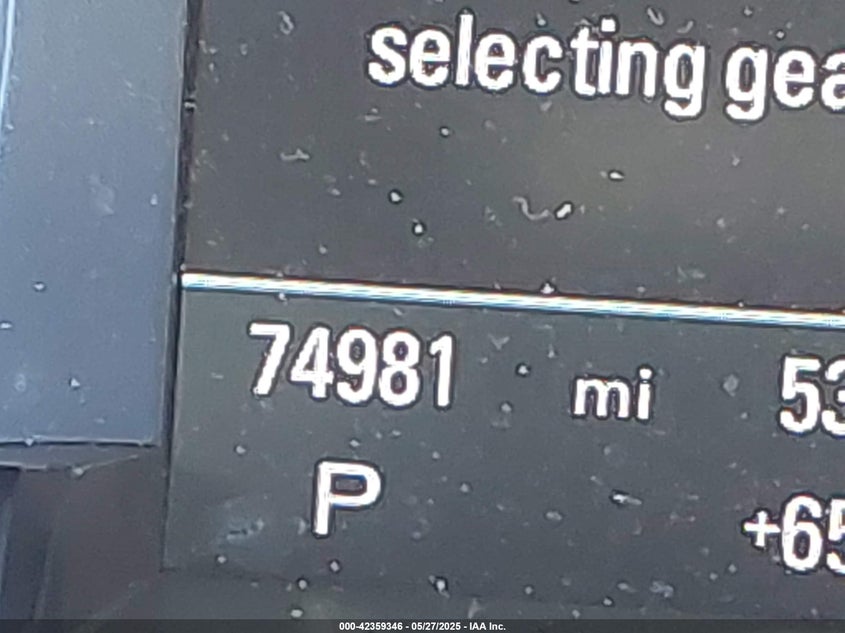 selecting gea
74981 mi 53
P +65
000-42359346 - 05/27/2025 - IAA Inc.